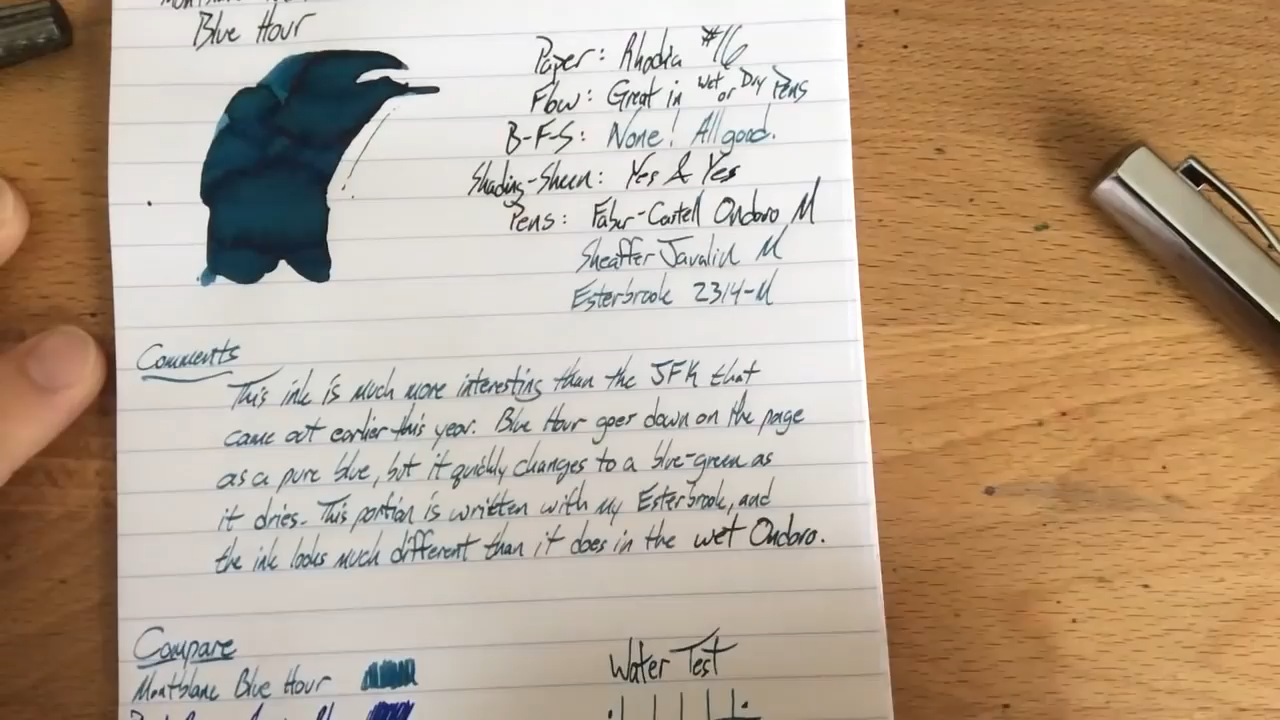 Blue Hour
Paper: Rhodia #16
Flow: Great in Wet or Dry Pens
B-F-S: None! All good.
Shading-Sheen: Yes & Yes
Pens: Faber-Castell Ondoro M
Sheaffer Javalin M
Esterbrook 2314-M
Comments
This ink is much more interesting than the JFK that
came out earlier this year. Blue Hour goes down on the page
as a pure blue, but it quickly changes to a blue-green as
it dries. This portion is written with my Esterbrook, and
the ink looks much different than it does in the wet Ondoro.
Compare
Montblanc Blue Hour
Water Test